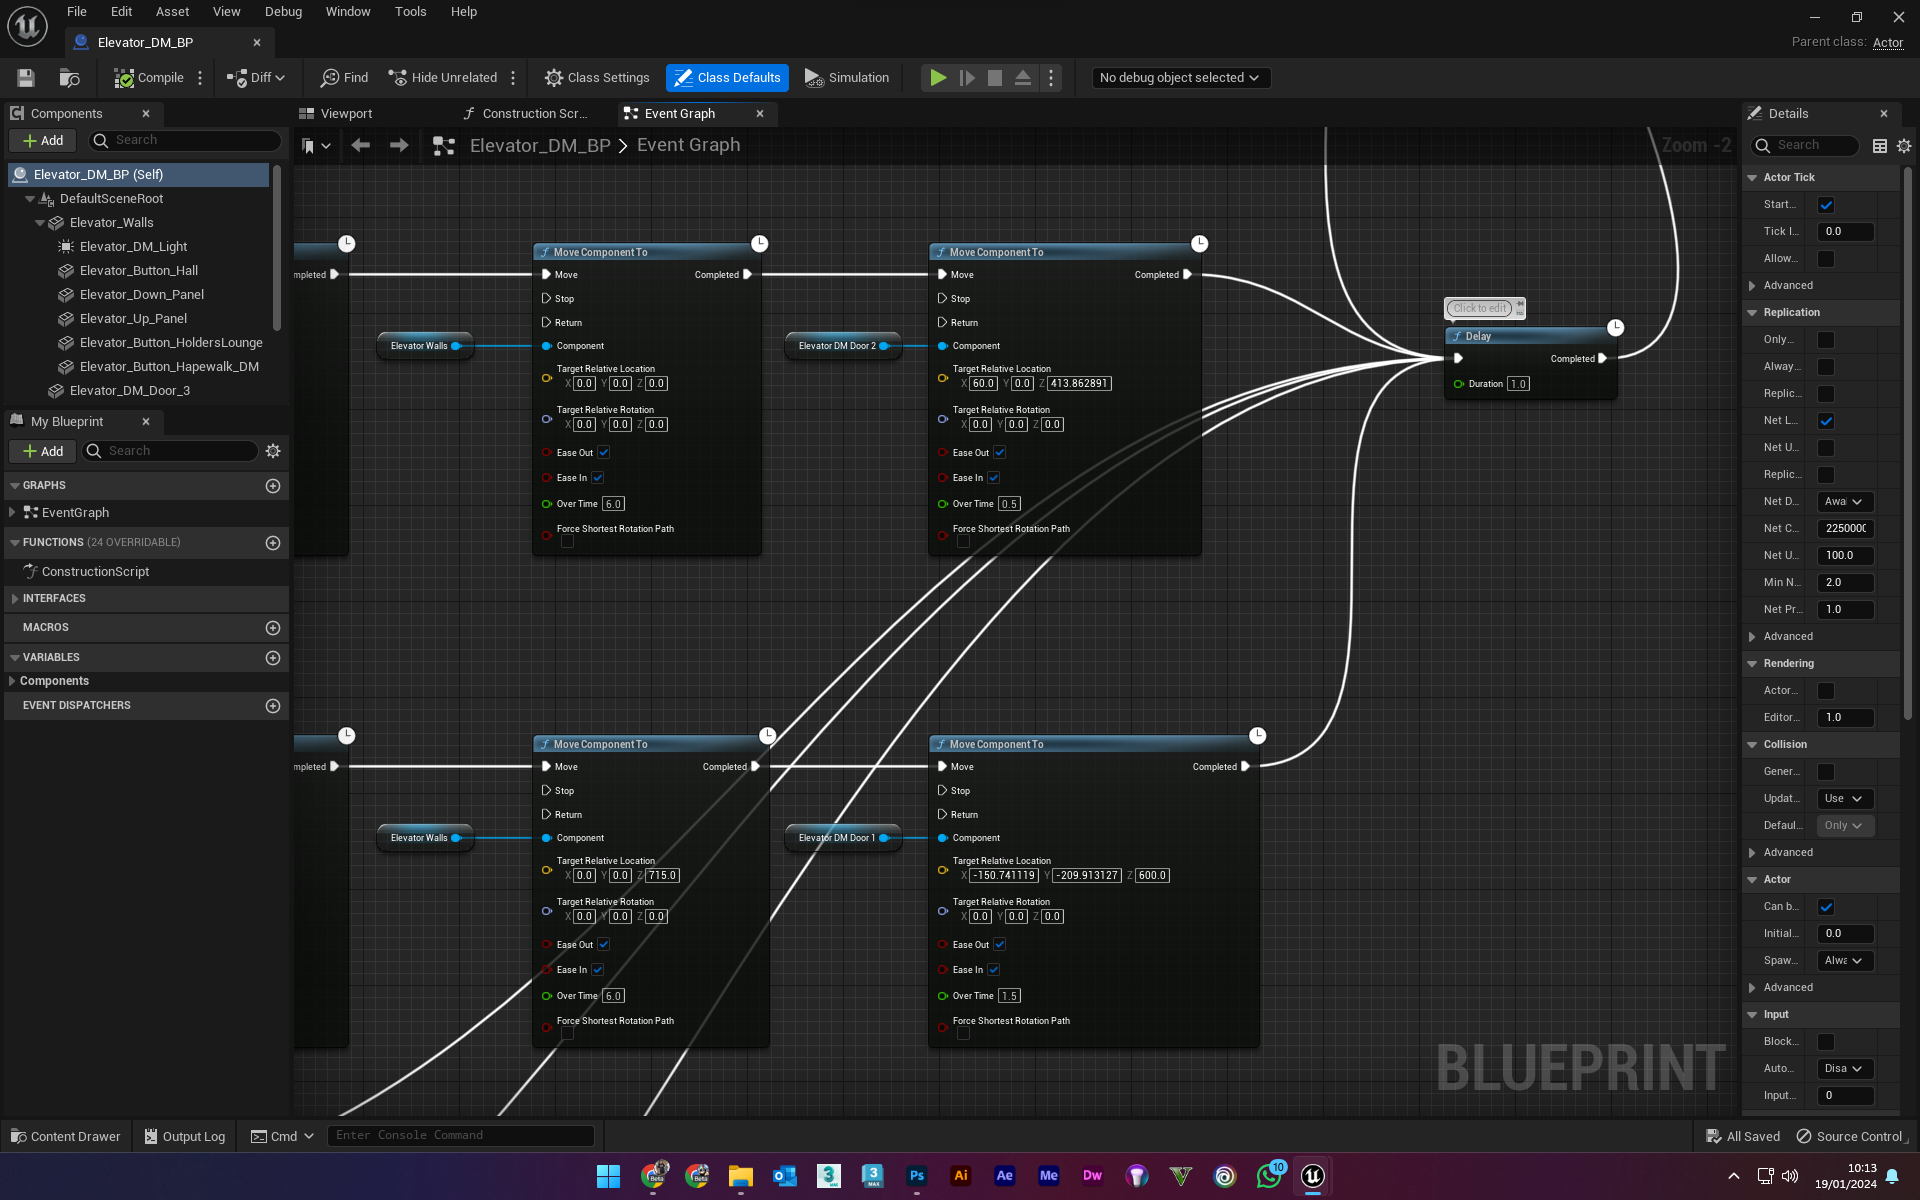 File Edit Asset View Debug Window Tools Help
Elevator_DM_BP
Parent class: Actor
Compile Diff Find Hide Unrelated Class Settings Class Defaults Simulation No debug object selected
Components
Viewport Construction Scr... Event Graph
Details
Add Search
Elevator_DM_BP > Event Graph
Zoom -2
Search
Elevator_DM_BP (Self)
DefaultSceneRoot
Elevator_Walls
Elevator_DM_Light
Elevator_Button_Hall
Elevator_Down_Panel
Elevator_Up_Panel
Elevator_Button_HoldersLounge
Elevator_Button_Hapewalk_DM
Elevator_DM_Door_3
My Blueprint
Add Search
GRAPHS
EventGraph
FUNCTIONS (24 OVERRIDABLE)
ConstructionScript
INTERFACES
MACROS
VARIABLES
Components
EVENT DISPATCHERS
mpleted
Elevator Walls
Move Component To
Move Completed
Stop
Return
Component
Target Relative Location
X 0.0 Y 0.0 Z 0.0
Target Relative Rotation
X 0.0 Y 0.0 Z 0.0
Ease Out
Ease In
Over Time 6.0
Force Shortest Rotation Path
Elevator DM Door 2
Move Component To
Move Completed
Stop
Return
Component
Target Relative Location
X 60.0 Y 0.0 Z 413.862891
Target Relative Rotation
X 0.0 Y 0.0 Z 0.0
Ease Out
Ease In
Over Time 0.5
Force Shortest Rotation Path
Click to edit
Delay
Completed
Duration 1.0
mpleted
Elevator Walls
Move Component To
Move Completed
Stop
Return
Component
Target Relative Location
X 0.0 Y 0.0 Z 715.0
Target Relative Rotation
X 0.0 Y 0.0 Z 0.0
Ease Out
Ease In
Over Time 6.0
Force Shortest Rotation Path
Elevator DM Door 1
Move Component To
Move Completed
Stop
Return
Component
Target Relative Location
X -150.741119 Y -209.913127 Z 600.0
Target Relative Rotation
X 0.0 Y 0.0 Z 0.0
Ease Out
Ease In
Over Time 1.5
Force Shortest Rotation Path
BLUEPRINT
Actor Tick
Start...
Tick I... 0.0
Allow...
Advanced
Replication
Only...
Alway...
Replic...
Net L...
Net U...
Replic...
Net D... Awal
Net C... 2250000
Net U... 100.0
Min N... 2.0
Net Pr... 1.0
Advanced
Rendering
Actor...
Editor... 1.0
Collision
Gener...
Updat... Use
Defaul... Only
Advanced
Actor
Can b...
Initial... 0.0
Spaw... Alwa
Advanced
Input
Block...
Auto... Disa
Input... 0
Content Drawer Output Log Cmd Enter Console Command All Saved Source Control
Beta Beta 3 3 MAX Ps Ai Ae Me Dw 10
10:13
19/01/2024